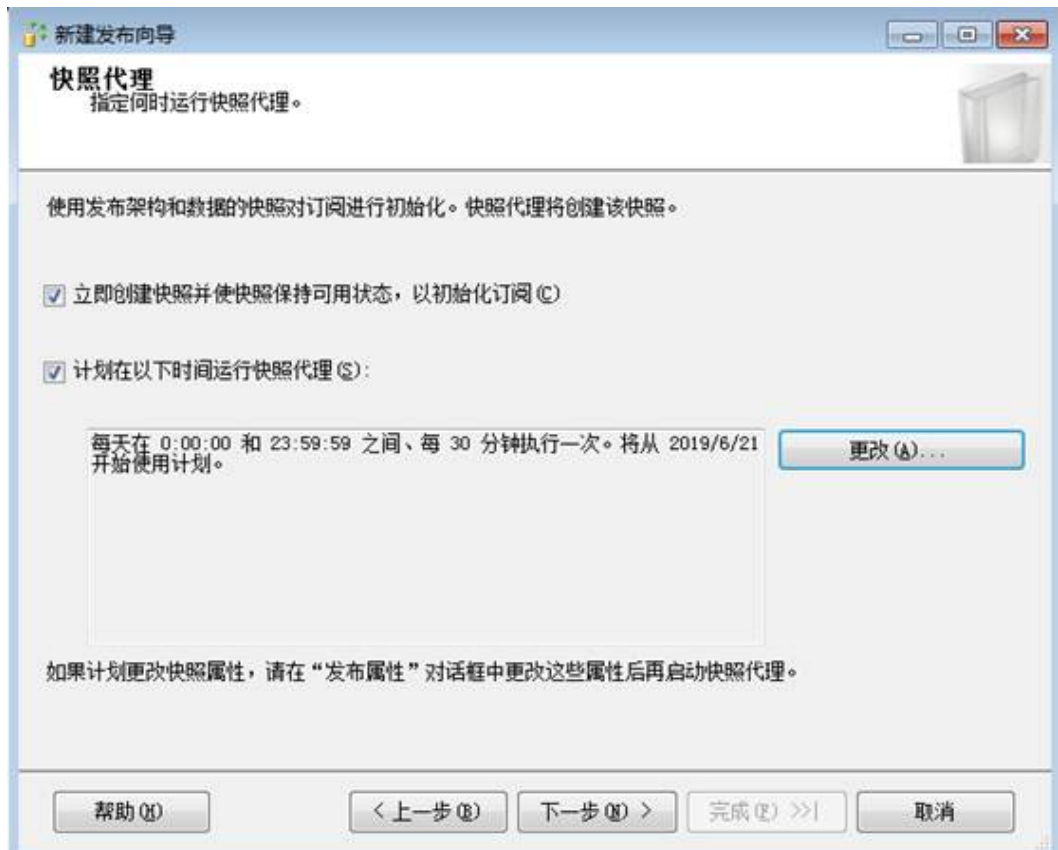 新建发布向导
快照代理
指定何时运行快照代理。
使用发布架构和数据的快照对订阅进行初始化。快照代理将创建该快照。
立即创建快照并使快照保持可用状态，以初始化订阅(C)
计划在以下时间运行快照代理(S):
每天在 0:00:00 和 23:59:59 之间、每 30 分钟执行一次。将从 2019/6/21
开始使用计划。
更改(A)...
如果计划更改快照属性，请在“发布属性”对话框中更改这些属性后再启动快照代理。
帮助(H)
< 上一步(B)
下一步(N) >
完成(F) >>|
取消